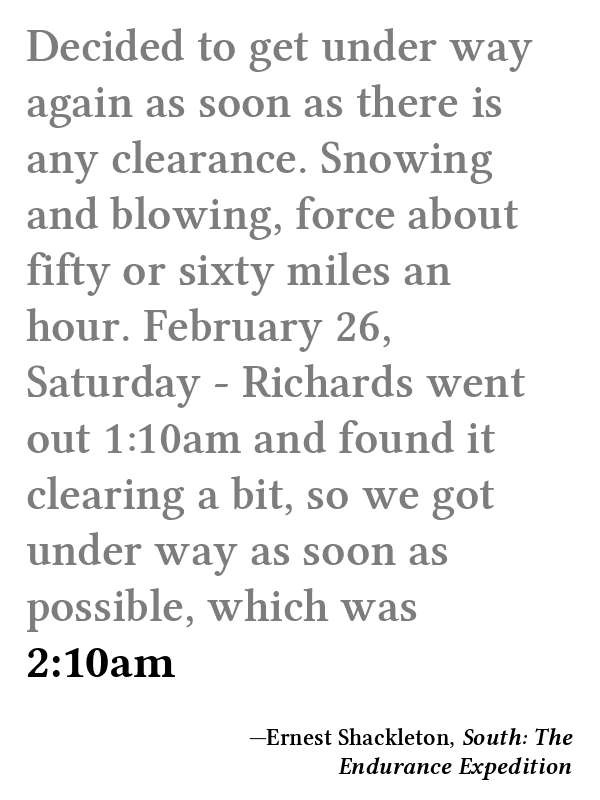 Decided to get under way
again as soon as there is
any clearance. Snowing
and blowing, force about
fifty or sixty miles an
hour. February 26,
Saturday - Richards went
out 1:10am and found it
clearing a bit, so we got
under way as soon as
possible, which was
2:10am
—Ernest Shackleton, South: The
Endurance Expedition